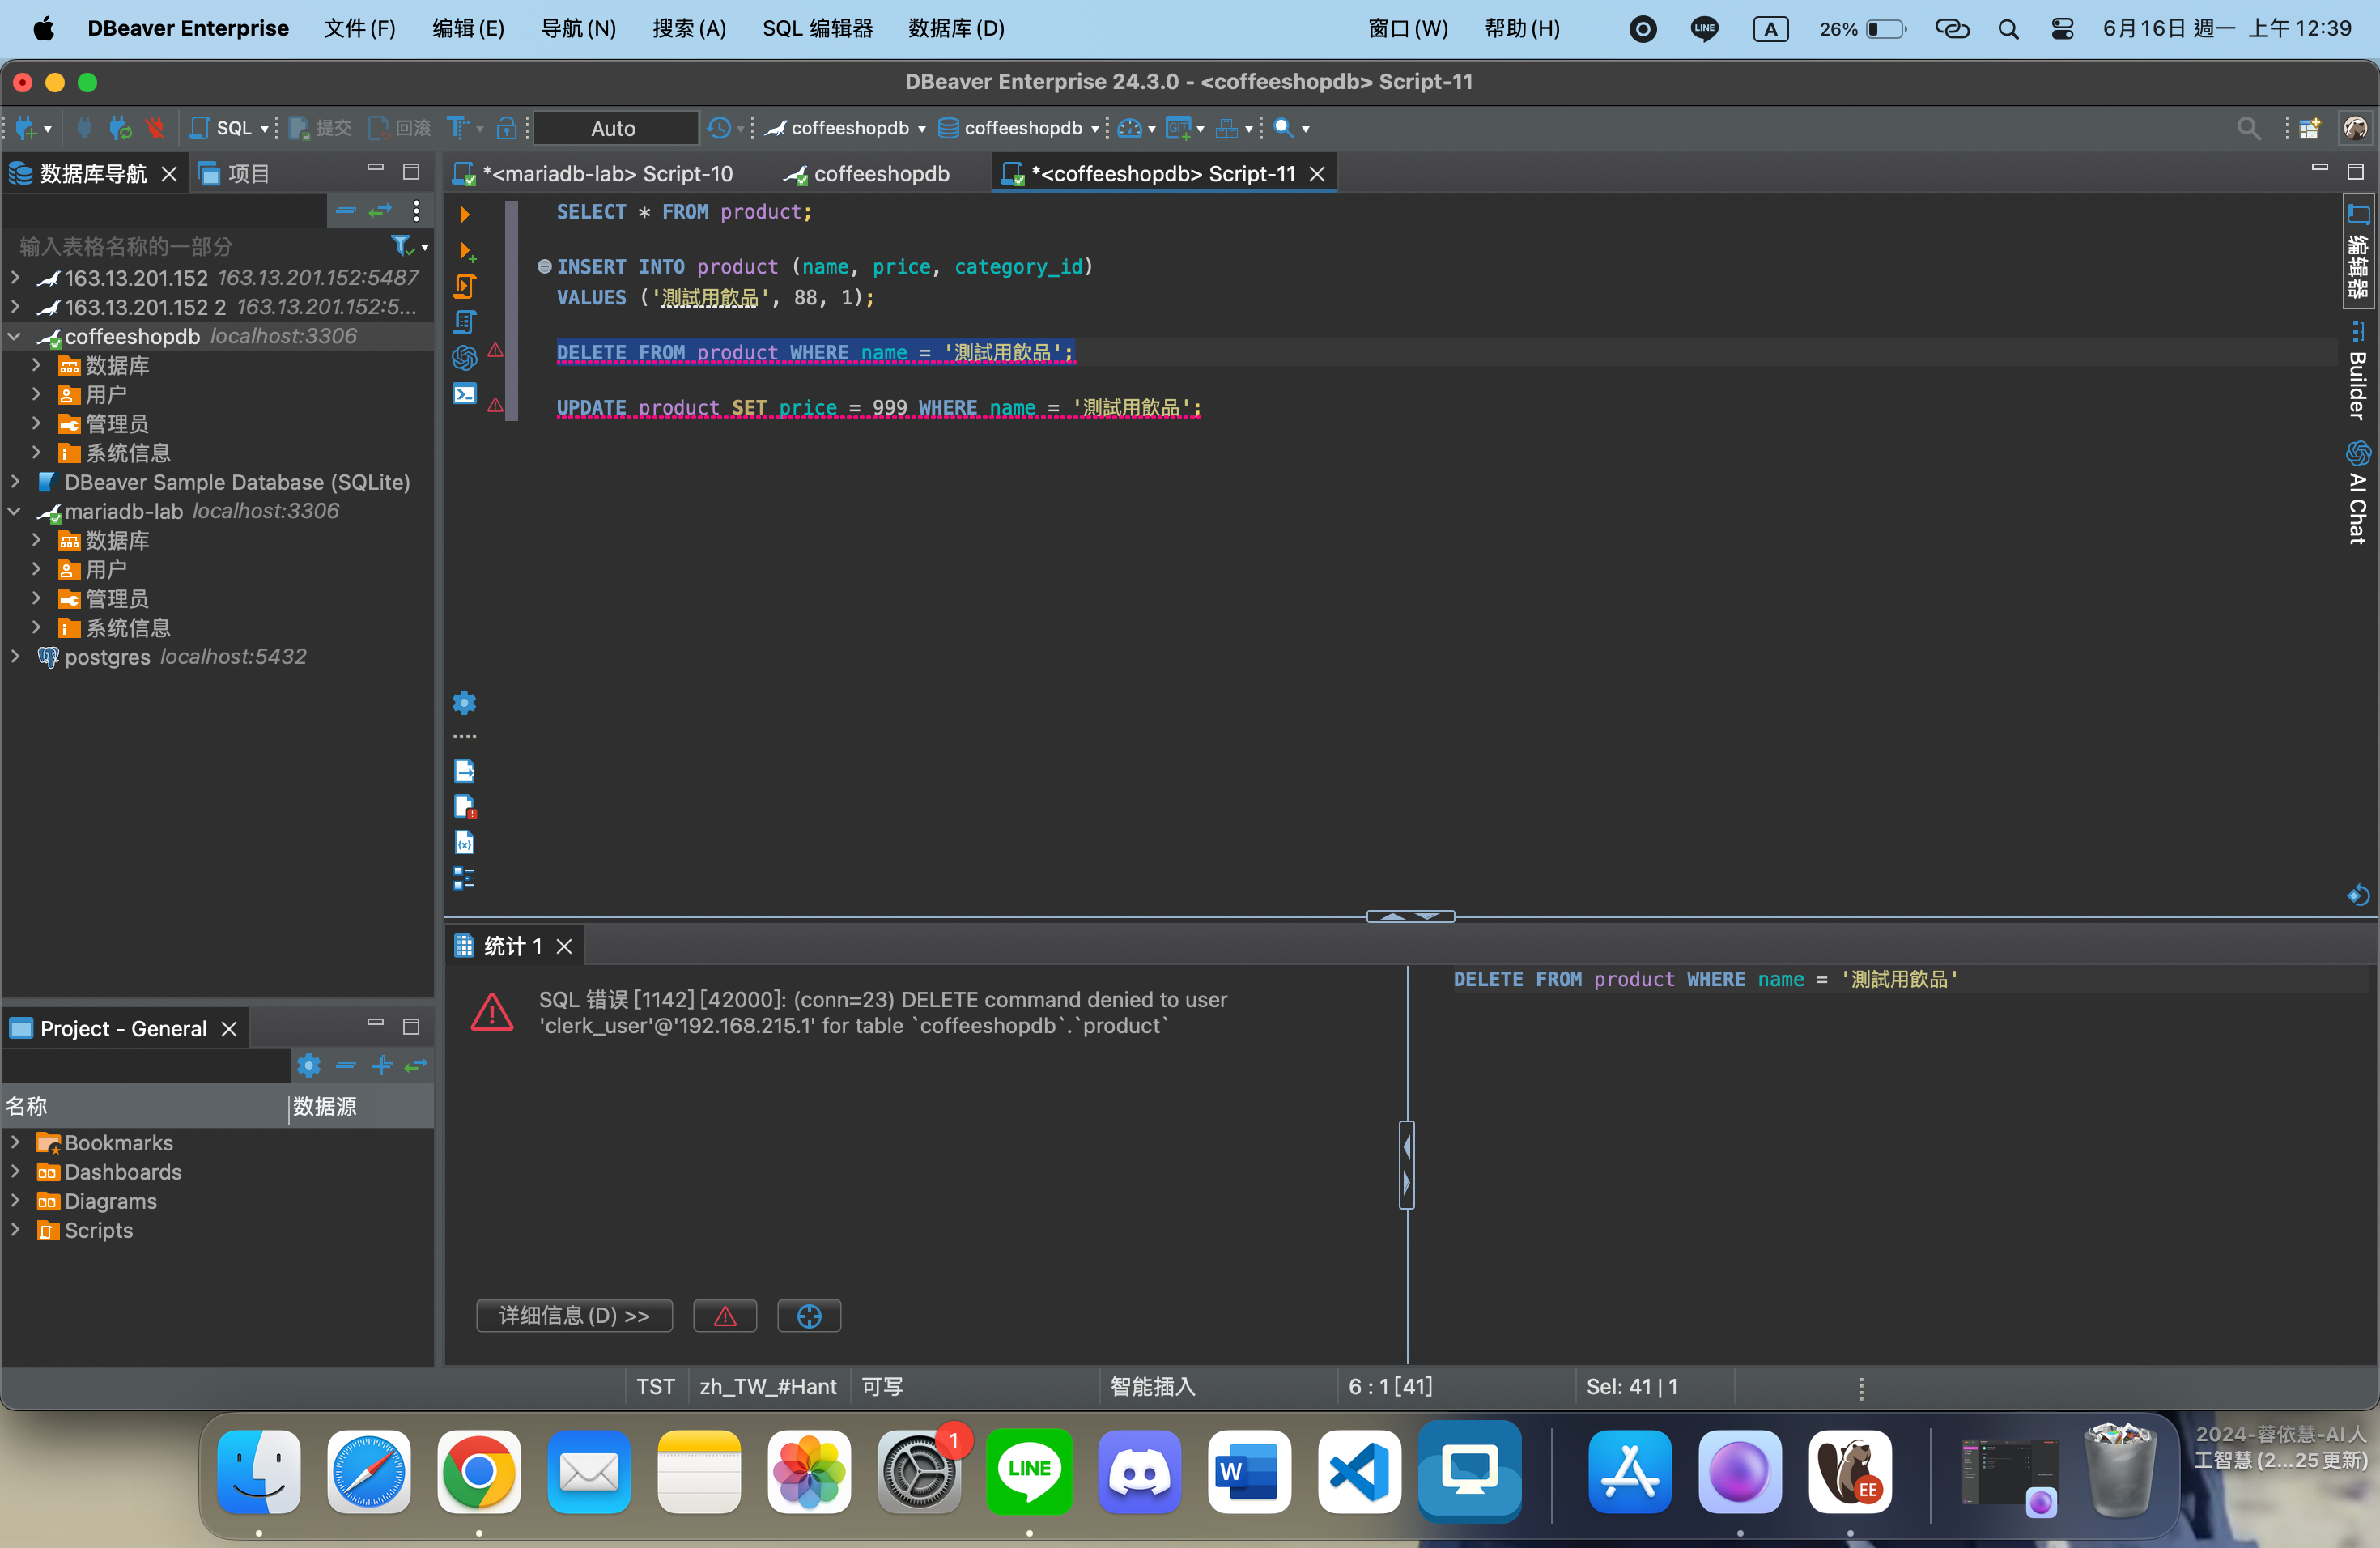 DBeaver Enterprise 文件(F) 编辑(E) 导航(N) 搜索(A) SQL 编辑器 数据库(D) 窗口(W) 帮助(H) LINE A 26% 6月16日 週一 上午12:39
DBeaver Enterprise 24.3.0 - <coffeeshopdb> Script-11
SQL 提交 回滚 Auto coffeeshopdb coffeeshopdb GIT
数据库导航 项目
*<mariadb-lab> Script-10 coffeeshopdb *<coffeeshopdb> Script-11
输入表格名称的一部分
163.13.201.152 163.13.201.152:5487
163.13.201.152 2 163.13.201.152:5...
coffeeshopdb localhost:3306
数据库
用户
管理员
系统信息
DBeaver Sample Database (SQLite)
mariadb-lab localhost:3306
数据库
用户
管理员
系统信息
postgres localhost:5432
SELECT * FROM product;
INSERT INTO product (name, price, category_id)
VALUES ('測試用飲品', 88, 1);
DELETE FROM product WHERE name = '測試用飲品';
UPDATE product SET price = 999 WHERE name = '測試用飲品';
编辑器
Builder
AI Chat
统计 1
SQL 错误 [1142] [42000]: (conn=23) DELETE command denied to user
'clerk_user'@'192.168.215.1' for table `coffeeshopdb`.`product`
DELETE FROM product WHERE name = '測試用飲品'
详细信息(D) >>
Project - General
名称 数据源
Bookmarks
Dashboards
Diagrams
Scripts
TST zh_TW_#Hant 可写 智能插入 6 : 1 [41] Sel: 41 | 1
1
LINE
W
EE
2024-蓉依慧-AI人
工智慧 (2...25更新)